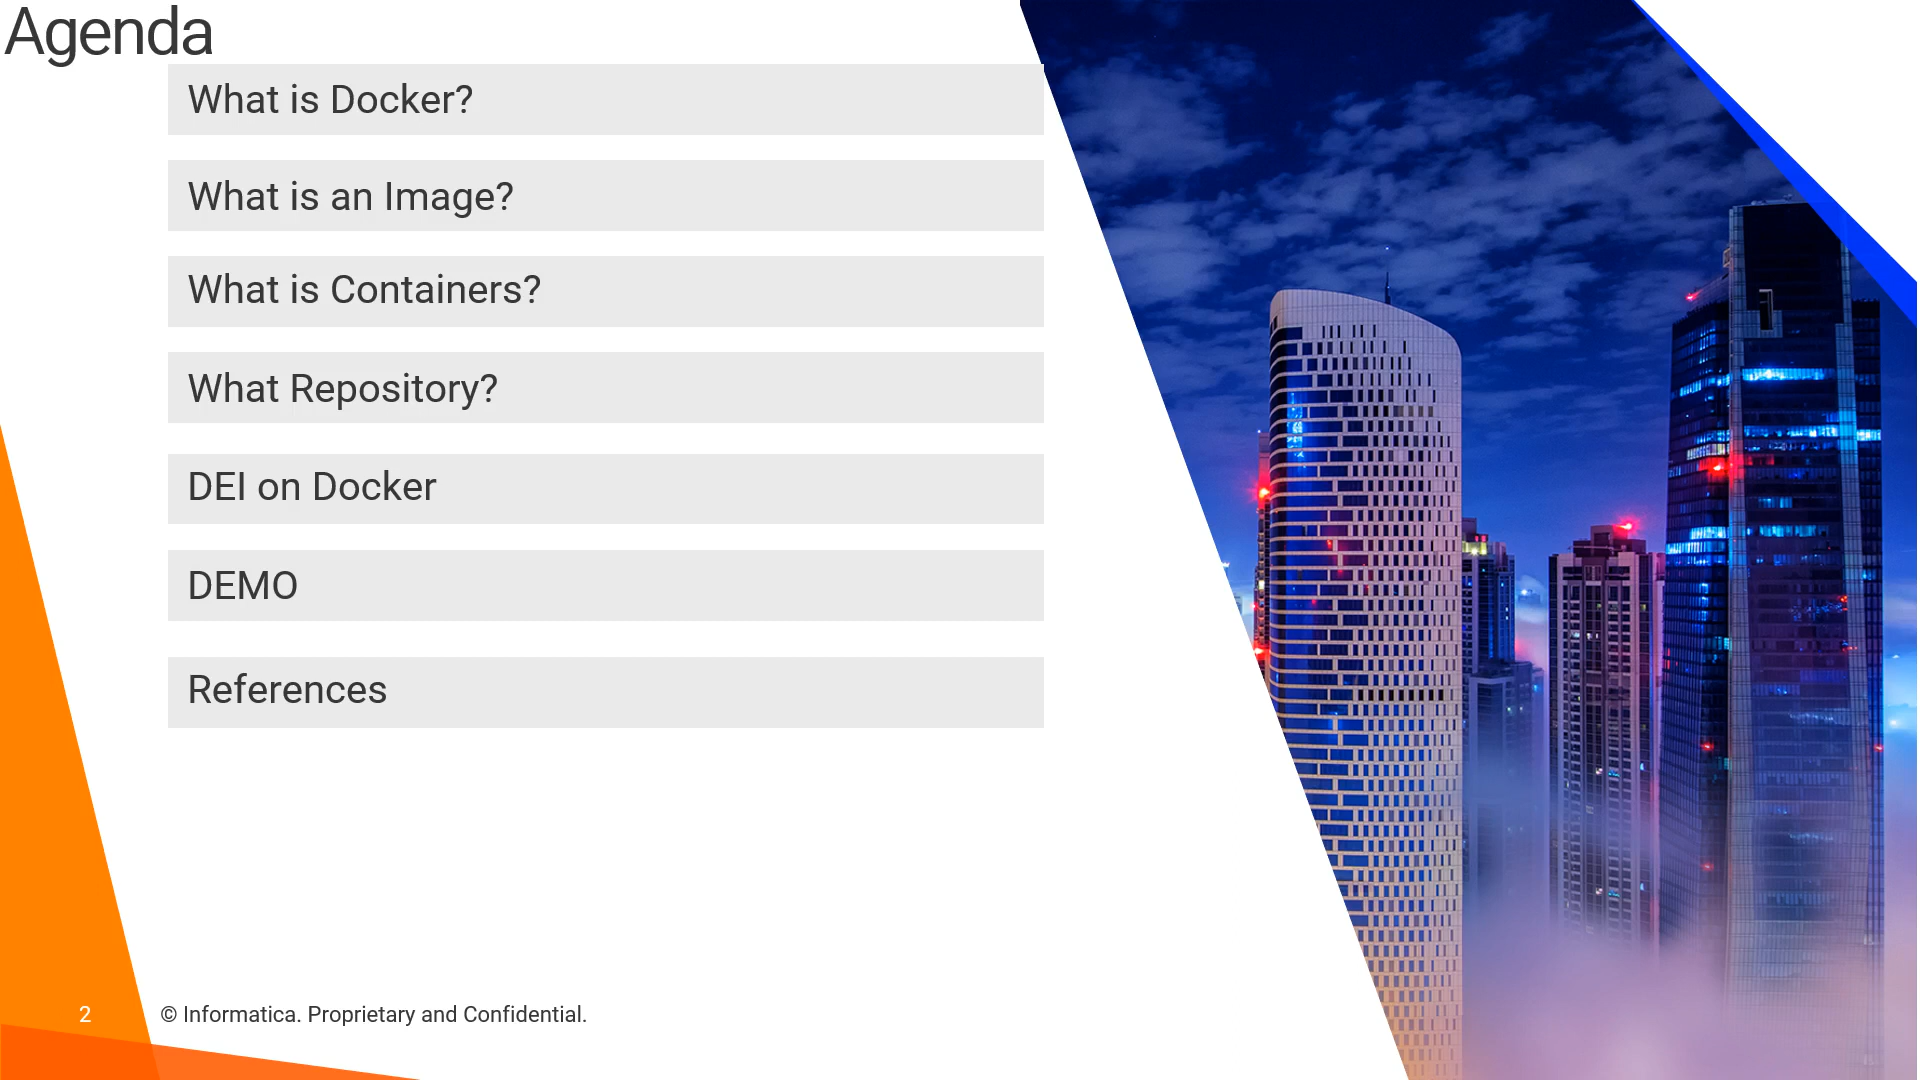 Agenda
What is Docker?
What is an Image?
What is Containers?
What Repository?
DEI on Docker
DEMO
References
2
© Informatica. Proprietary and Confidential.